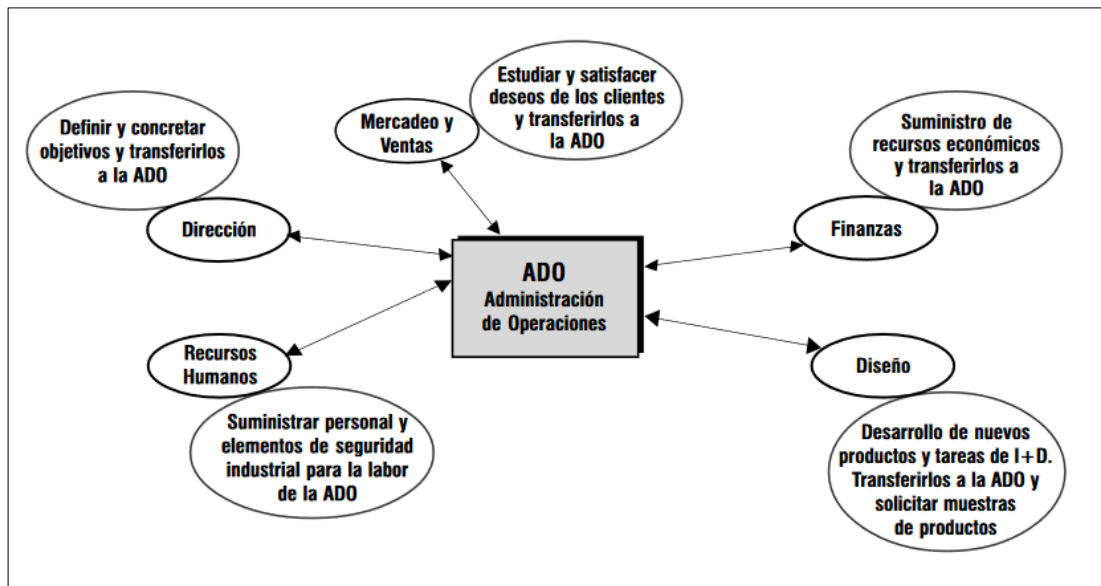 Estudiar y satisfacer
deseos de los clientes
y transferirlos a
la ADO
Mercadeo y
Ventas
Definir y concretar
objetivos y transferirlos
a la ADO
Dirección
Suministro de
recursos económicos
y transferirlos a
la ADO
Finanzas
ADO
Administración
de Operaciones
Recursos
Humanos
Suministrar personal y
elementos de seguridad
industrial para la labor
de la ADO
Diseño
Desarrollo de nuevos
productos y tareas de I+D.
Transferirlos a la ADO y
solicitar muestras
de productos